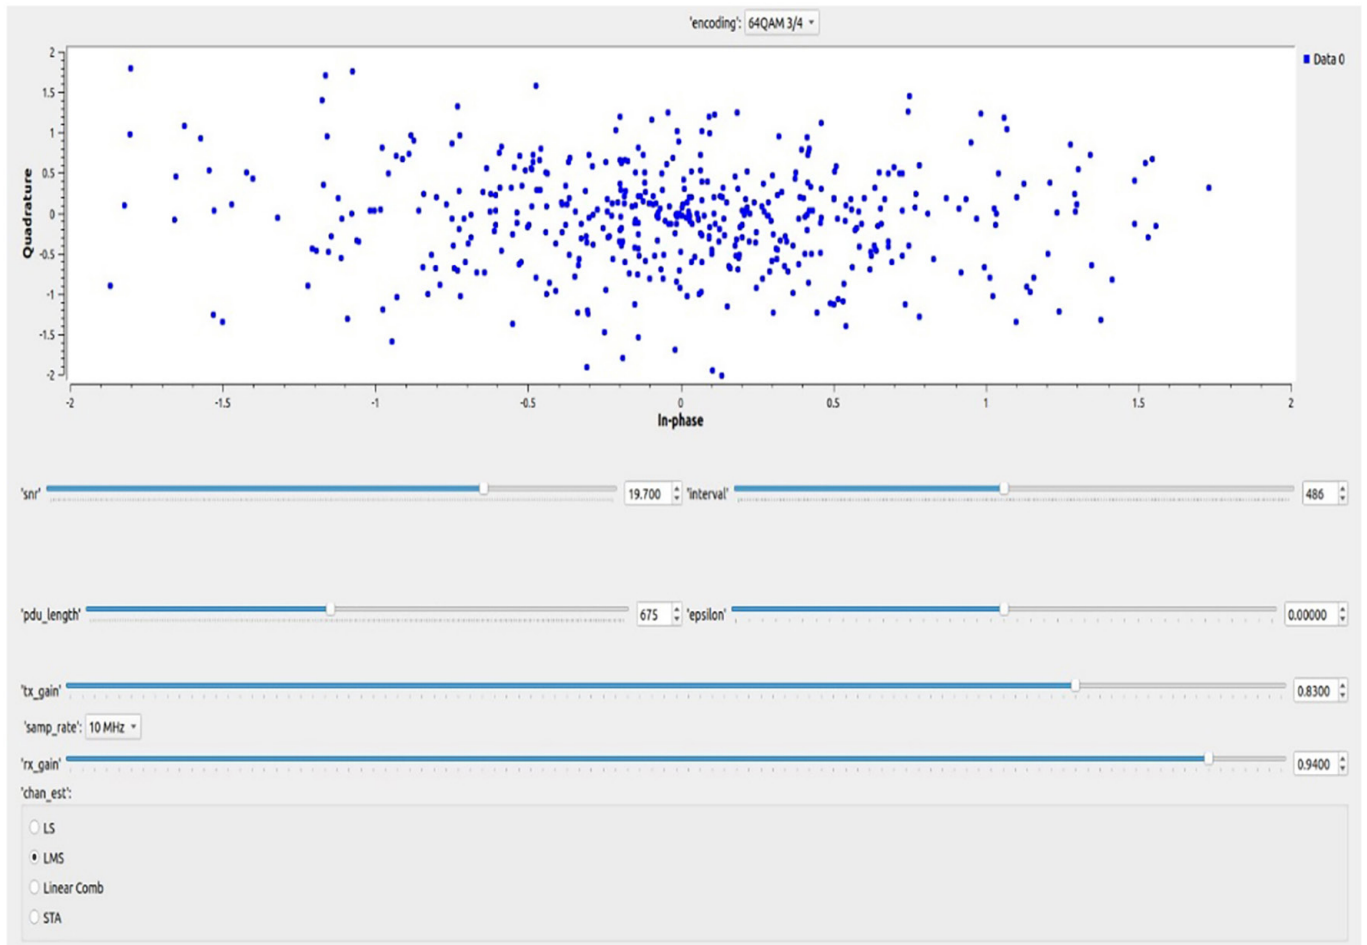 'encoding': 64QAM 3/4
Data 0
2
1.5
1
0.5
0
-0.5
-1
-1.5
-2
Quadrature
-2 -1.5 -1 -0.5 0 0.5 1 1.5 2
In-phase
'snr' 19.700 'interval' 486
'pdu_length' 675 'epsilon' 0.00000
'tx_gain' 0.8300
'samp_rate': 10 MHz
'rx_gain' 0.9400
'chan_est':
LS
LMS
Linear Comb
STA